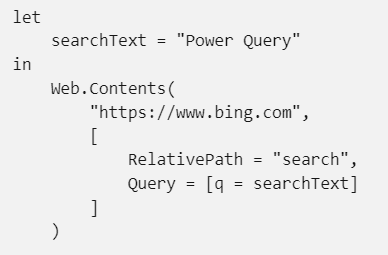 let
    searchText = "Power Query"
in
    Web.Contents(
        "https://www.bing.com",
        [
            RelativePath = "search",
            Query = [q = searchText]
        ]
    )